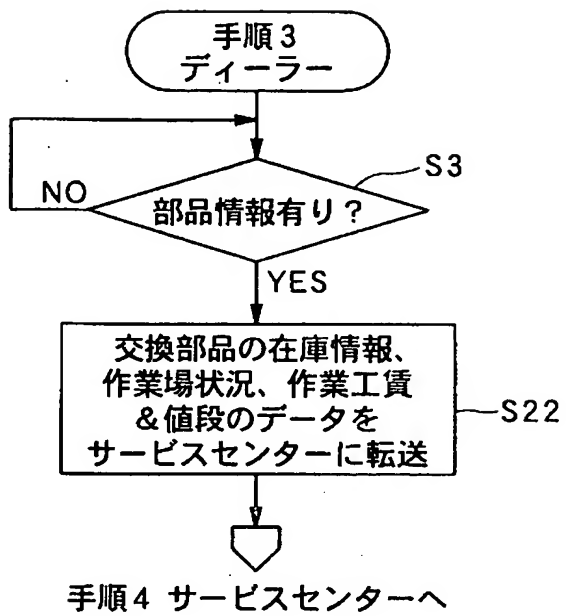 手順3
ディーラー
S3
NO
部品情報有り？
YES
交換部品の在庫情報、
作業場状況、作業工賃
＆値段のデータを
サービスセンターに転送
S22
手順4 サービスセンターへ